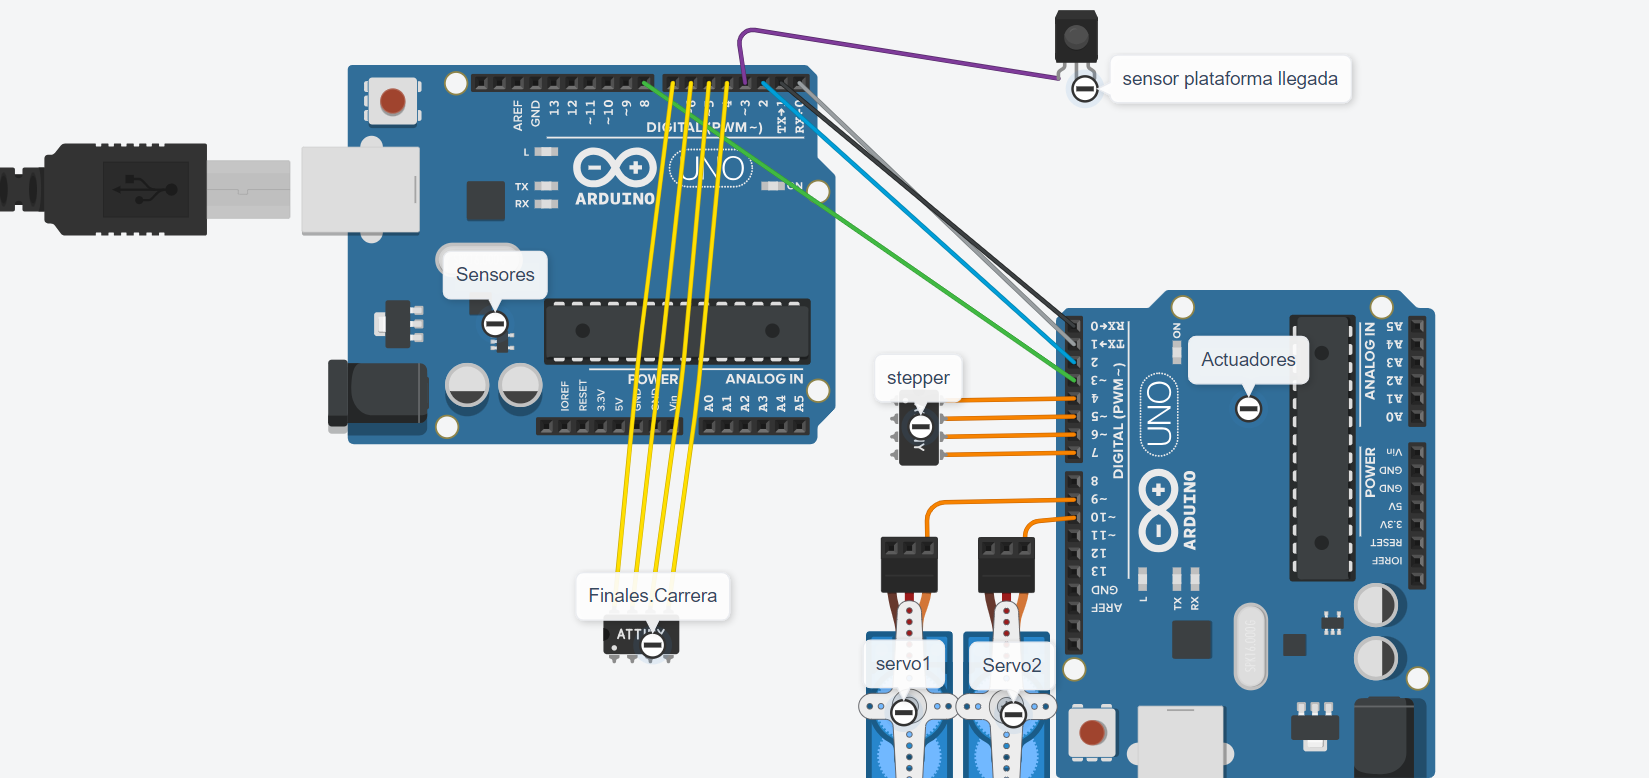 sensor plataforma llegada
AREF
GND
13
12
~11
~10
~9
8
~3
2
TX→1
DIGITAL (PWM~)
L
TX
RX
UNO
ON
ARDUINO
Sensores
POWER
ANALOG IN
IOREF
RESET
3.3V
5V
GND
GND
Vin
A0
A1
A2
A3
A4
A5
Finales.Carrera
ATTINY
stepper
servo1
Servo2
Actuadores
RX←0
TX→1
2
~3
4
~5
~6
7
8
~9
~10
~11
12
13
GND
AREF
DIGITAL (PWM~)
UNO
ARDUINO
ON
L
TX
RX
ANALOG IN
A5
A4
A3
A2
A1
A0
POWER
Vin
GND
GND
5V
3.3V
RESET
IOREF